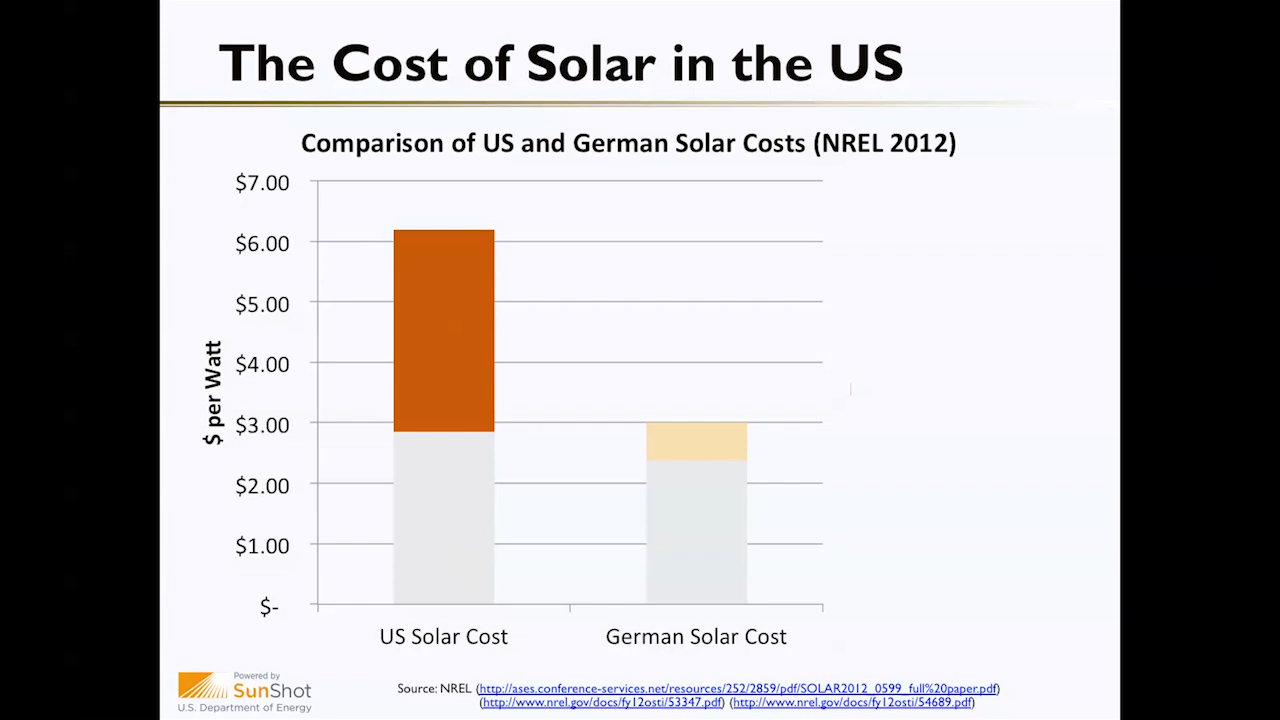 The Cost of Solar in the US
Comparison of US and German Solar Costs (NREL 2012)
$7.00
$6.00
$5.00
$4.00
$3.00
$2.00
$1.00
$-
$ per Watt
US Solar Cost
German Solar Cost
Powered by
SunShot
U.S. Department of Energy
Source: NREL (http://ases.conference-services.net/resources/252/2859/pdf/SOLAR2012_0599_full%20paper.pdf)
(http://www.nrel.gov/docs/fy12osti/53347.pdf) (http://www.nrel.gov/docs/fy12osti/54689.pdf)